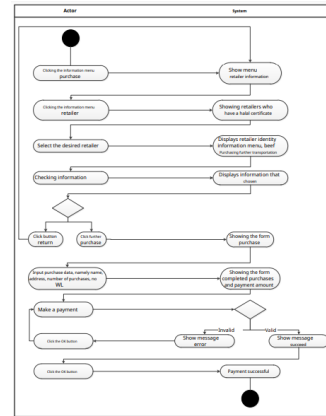 Actor
System
Clicking the information menu
purchase
Show menu
retailer information
Clicking the information menu
retailer
Showing retailers who
have a halal certificate
Select the desired retailer
Displays retailer identity
information menu, beef
Purchasing further transportation
Checking information
Displays information that
chosen
Click button
return
Click further
purchase
Showing the form
purchase
Input purchase data, namely name,
address, number of purchases, no
WL
Showing the form
completed purchases
and payment amount
Make a payment
Invalid
Valid
Click the OK button
Show message
error
Show message
succeed
Click the OK button
Payment successful